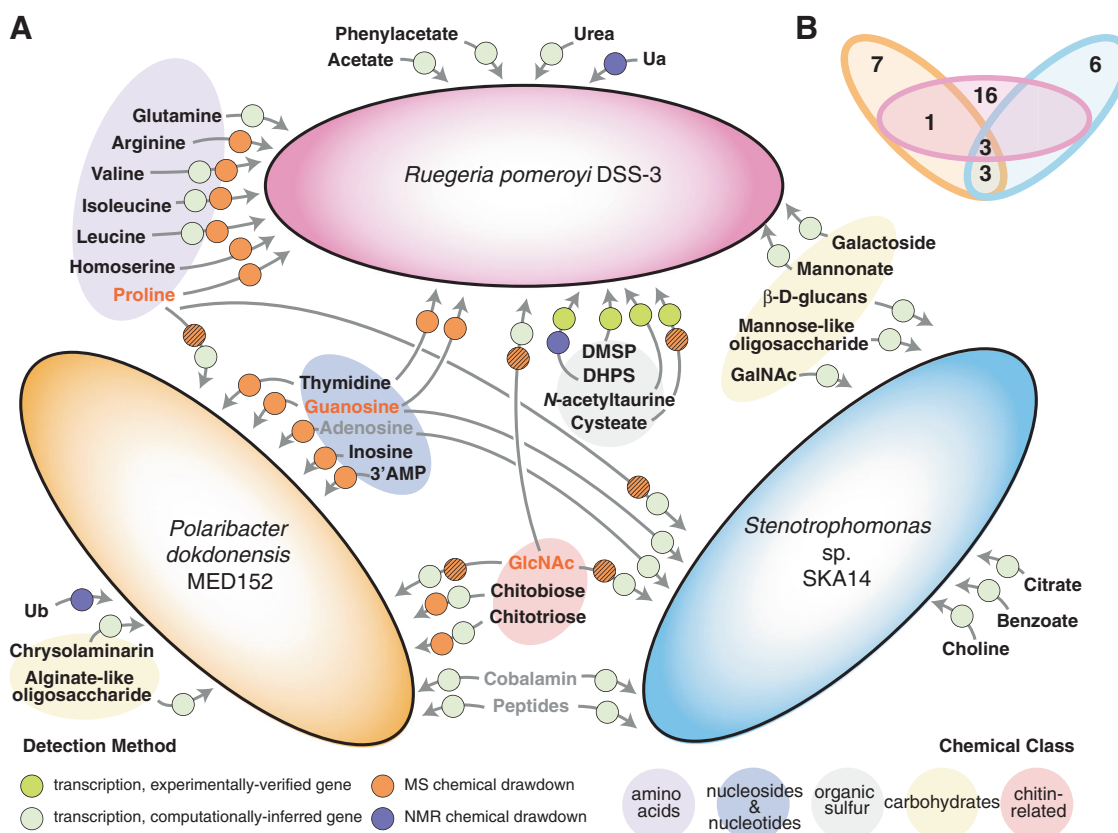 A
B
Phenylacetate
Urea
Acetate
Ua
7
6
16
1
3
3
Glutamine
Arginine
Valine
Isoleucine
Leucine
Homoserine
Proline
Ruegeria pomeroyi DSS-3
Galactoside
Mannonate
β-D-glucans
Mannose-like
oligosaccharide
GalNAc
DMSP
DHPS
N-acetyltaurine
Cysteate
Thymidine
Guanosine
Adenosine
Inosine
3'AMP
Polaribacter
dokdonensis
MED152
Stenotrophomonas
sp.
SKA14
GlcNAc
Chitobiose
Chitotriose
Citrate
Benzoate
Choline
Ub
Chrysolaminarin
Alginate-like
oligosaccharide
Cobalamin
Peptides
Detection Method
transcription, experimentally-verified gene
MS chemical drawdown
transcription, computationally-inferred gene
NMR chemical drawdown
Chemical Class
amino
acids
nucleosides
&
nucleotides
organic
sulfur
carbohydrates
chitin-
related